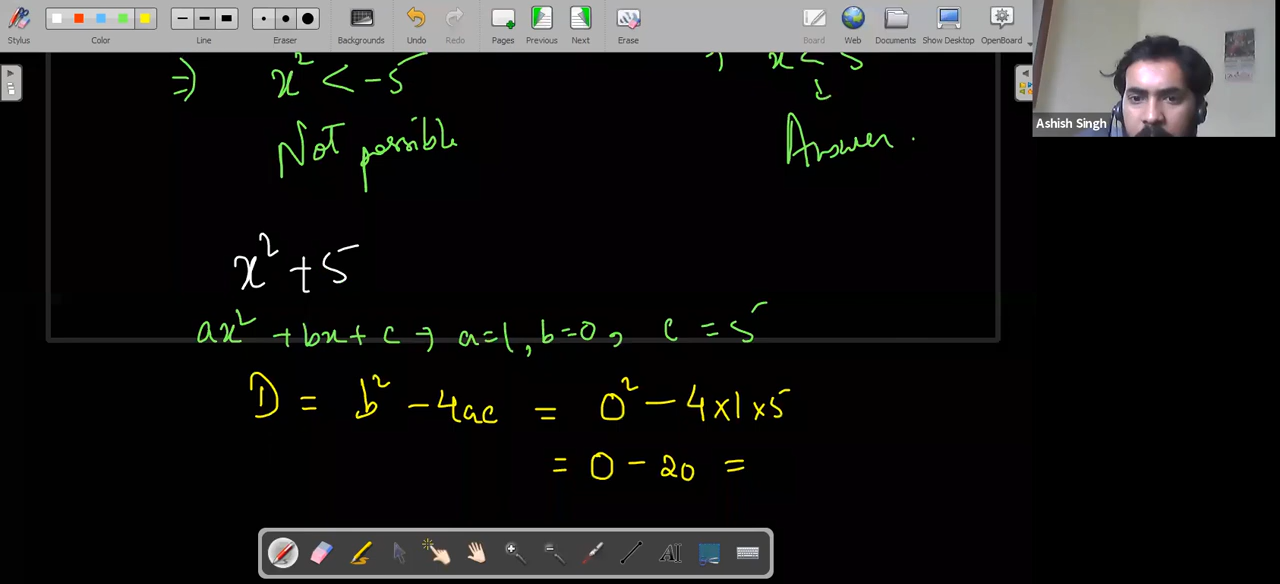 Stylus Color Line Eraser Backgrounds Undo Redo Pages Previous Next Erase Board Web Documents Show Desktop OpenBoard
Ashish Singh
⇒ x² < -5
⇒ x < 5
Not possible
Answer.
x² + 5
ax² + bx + c → a=1, b=0, c = 5
D = b² - 4ac = 0² - 4×1×5
= 0 - 20 =
AI